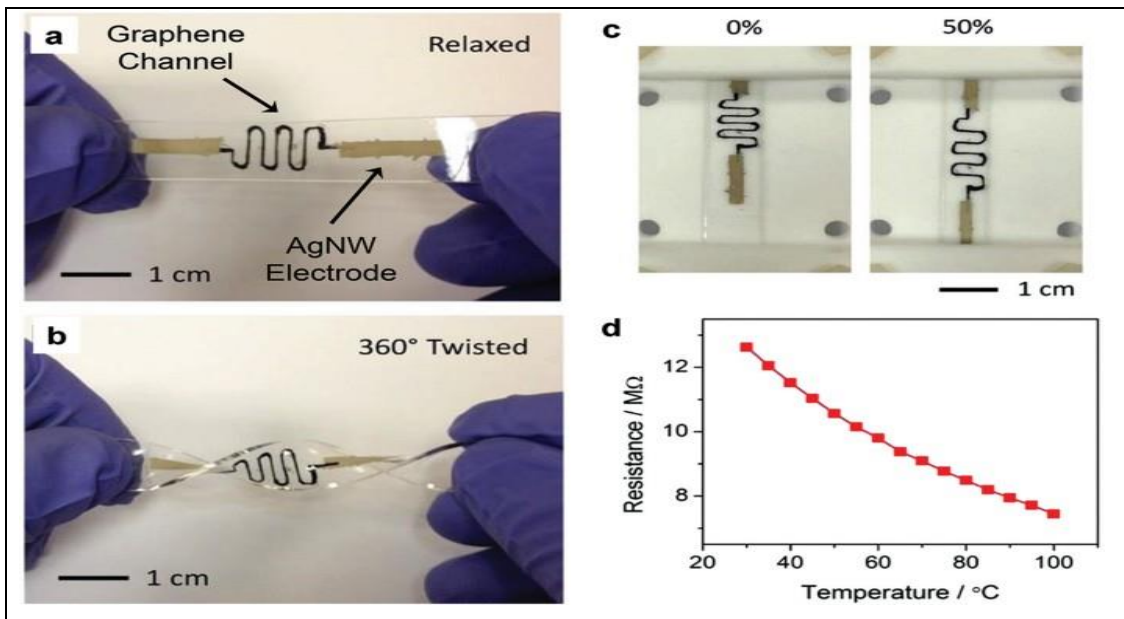 a
Graphene
Channel
Relaxed
AgNW
Electrode
1 cm
b
360° Twisted
1 cm
c
0%
50%
1 cm
d
12
10
8
Resistance / MΩ
20
40
60
80
100
Temperature / °C